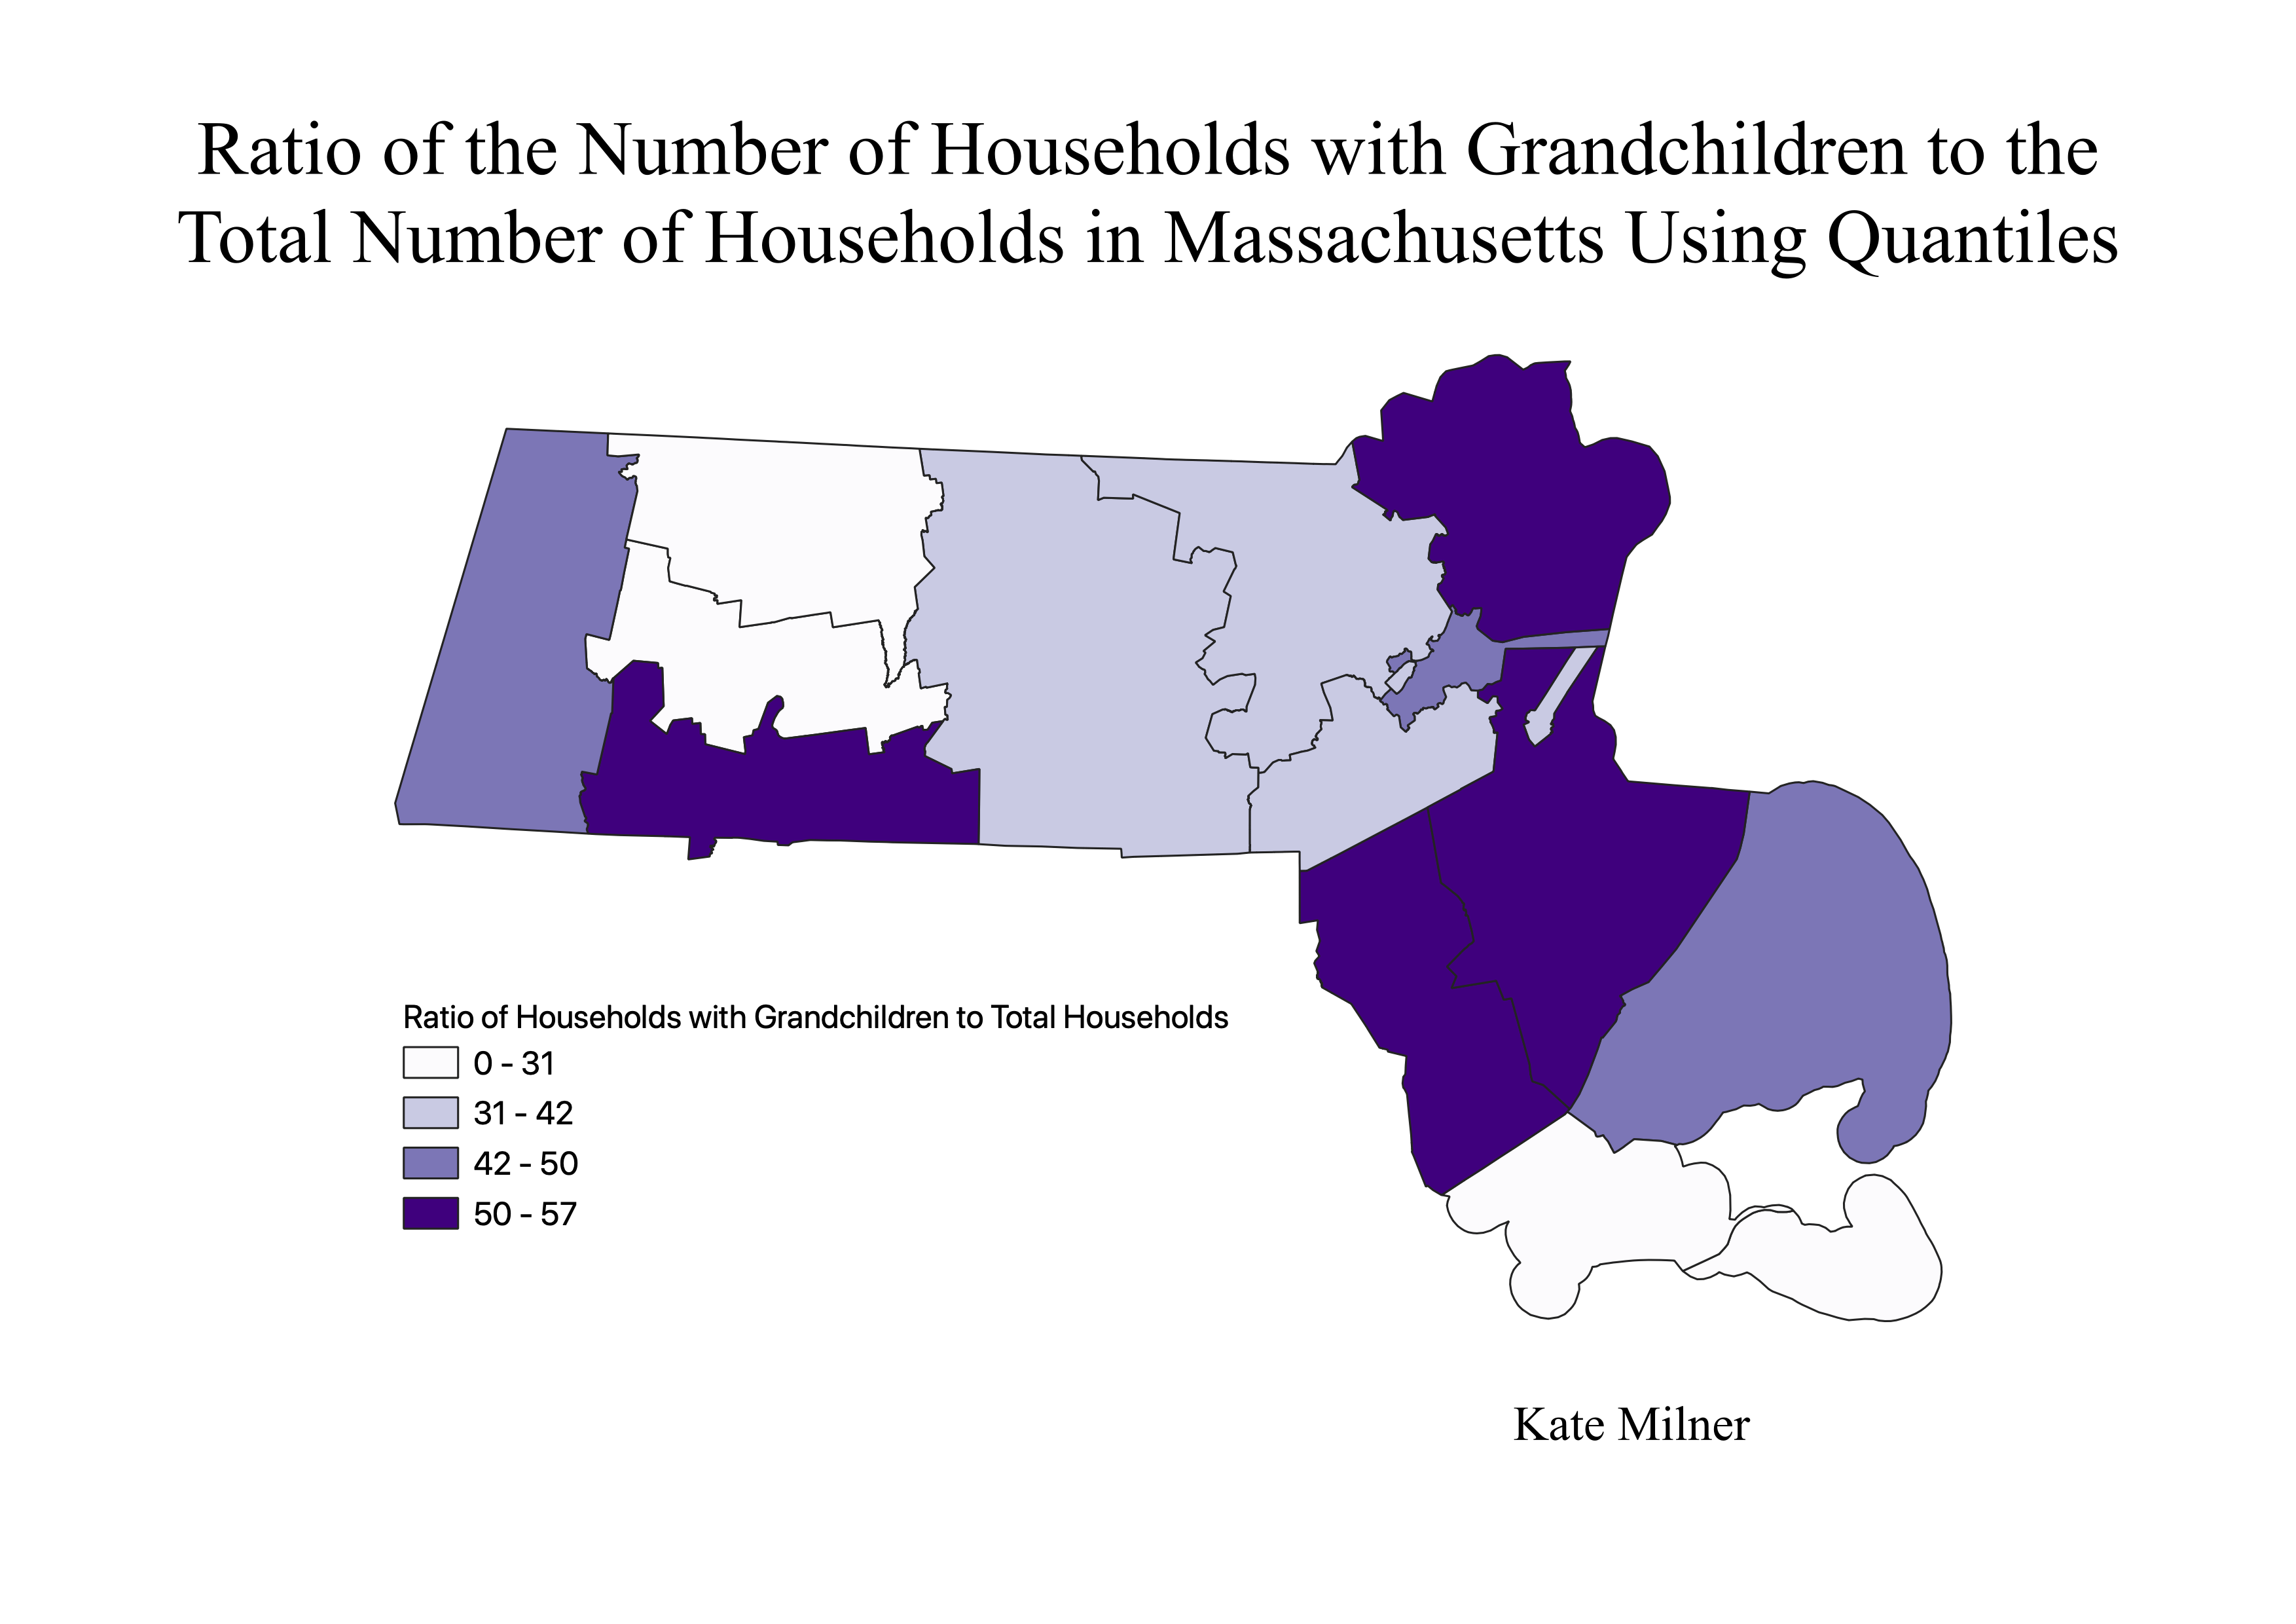 Ratio of the Number of Households with Grandchildren to the
Total Number of Households in Massachusetts Using Quantiles
Ratio of Households with Grandchildren to Total Households
0 - 31
31 - 42
42 - 50
50 - 57
Kate Milner